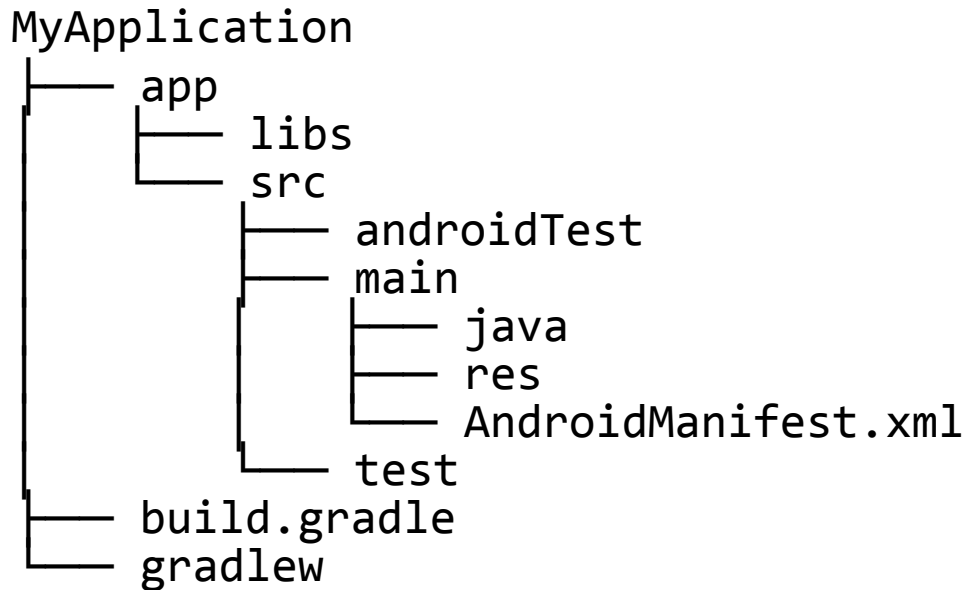 MyApplication
app
libs
src
androidTest
main
java
res
AndroidManifest.xml
test
build.gradle
gradlew